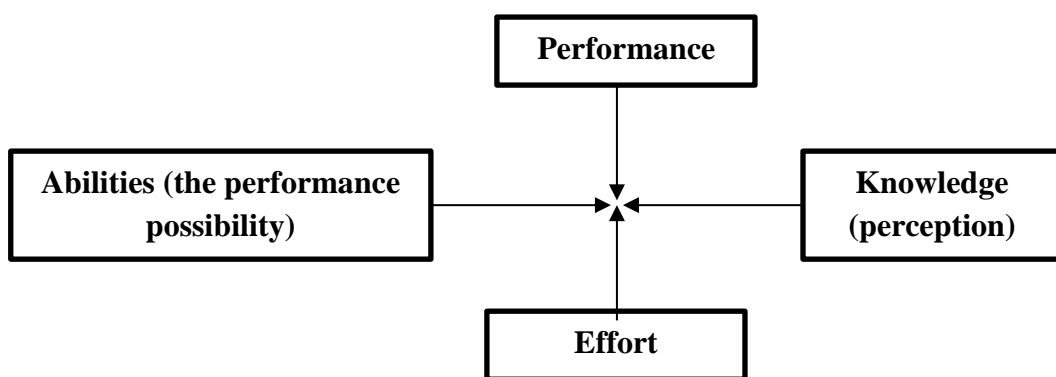 Performance
Abilities (the performance
possibility)
Knowledge
(perception)
Effort